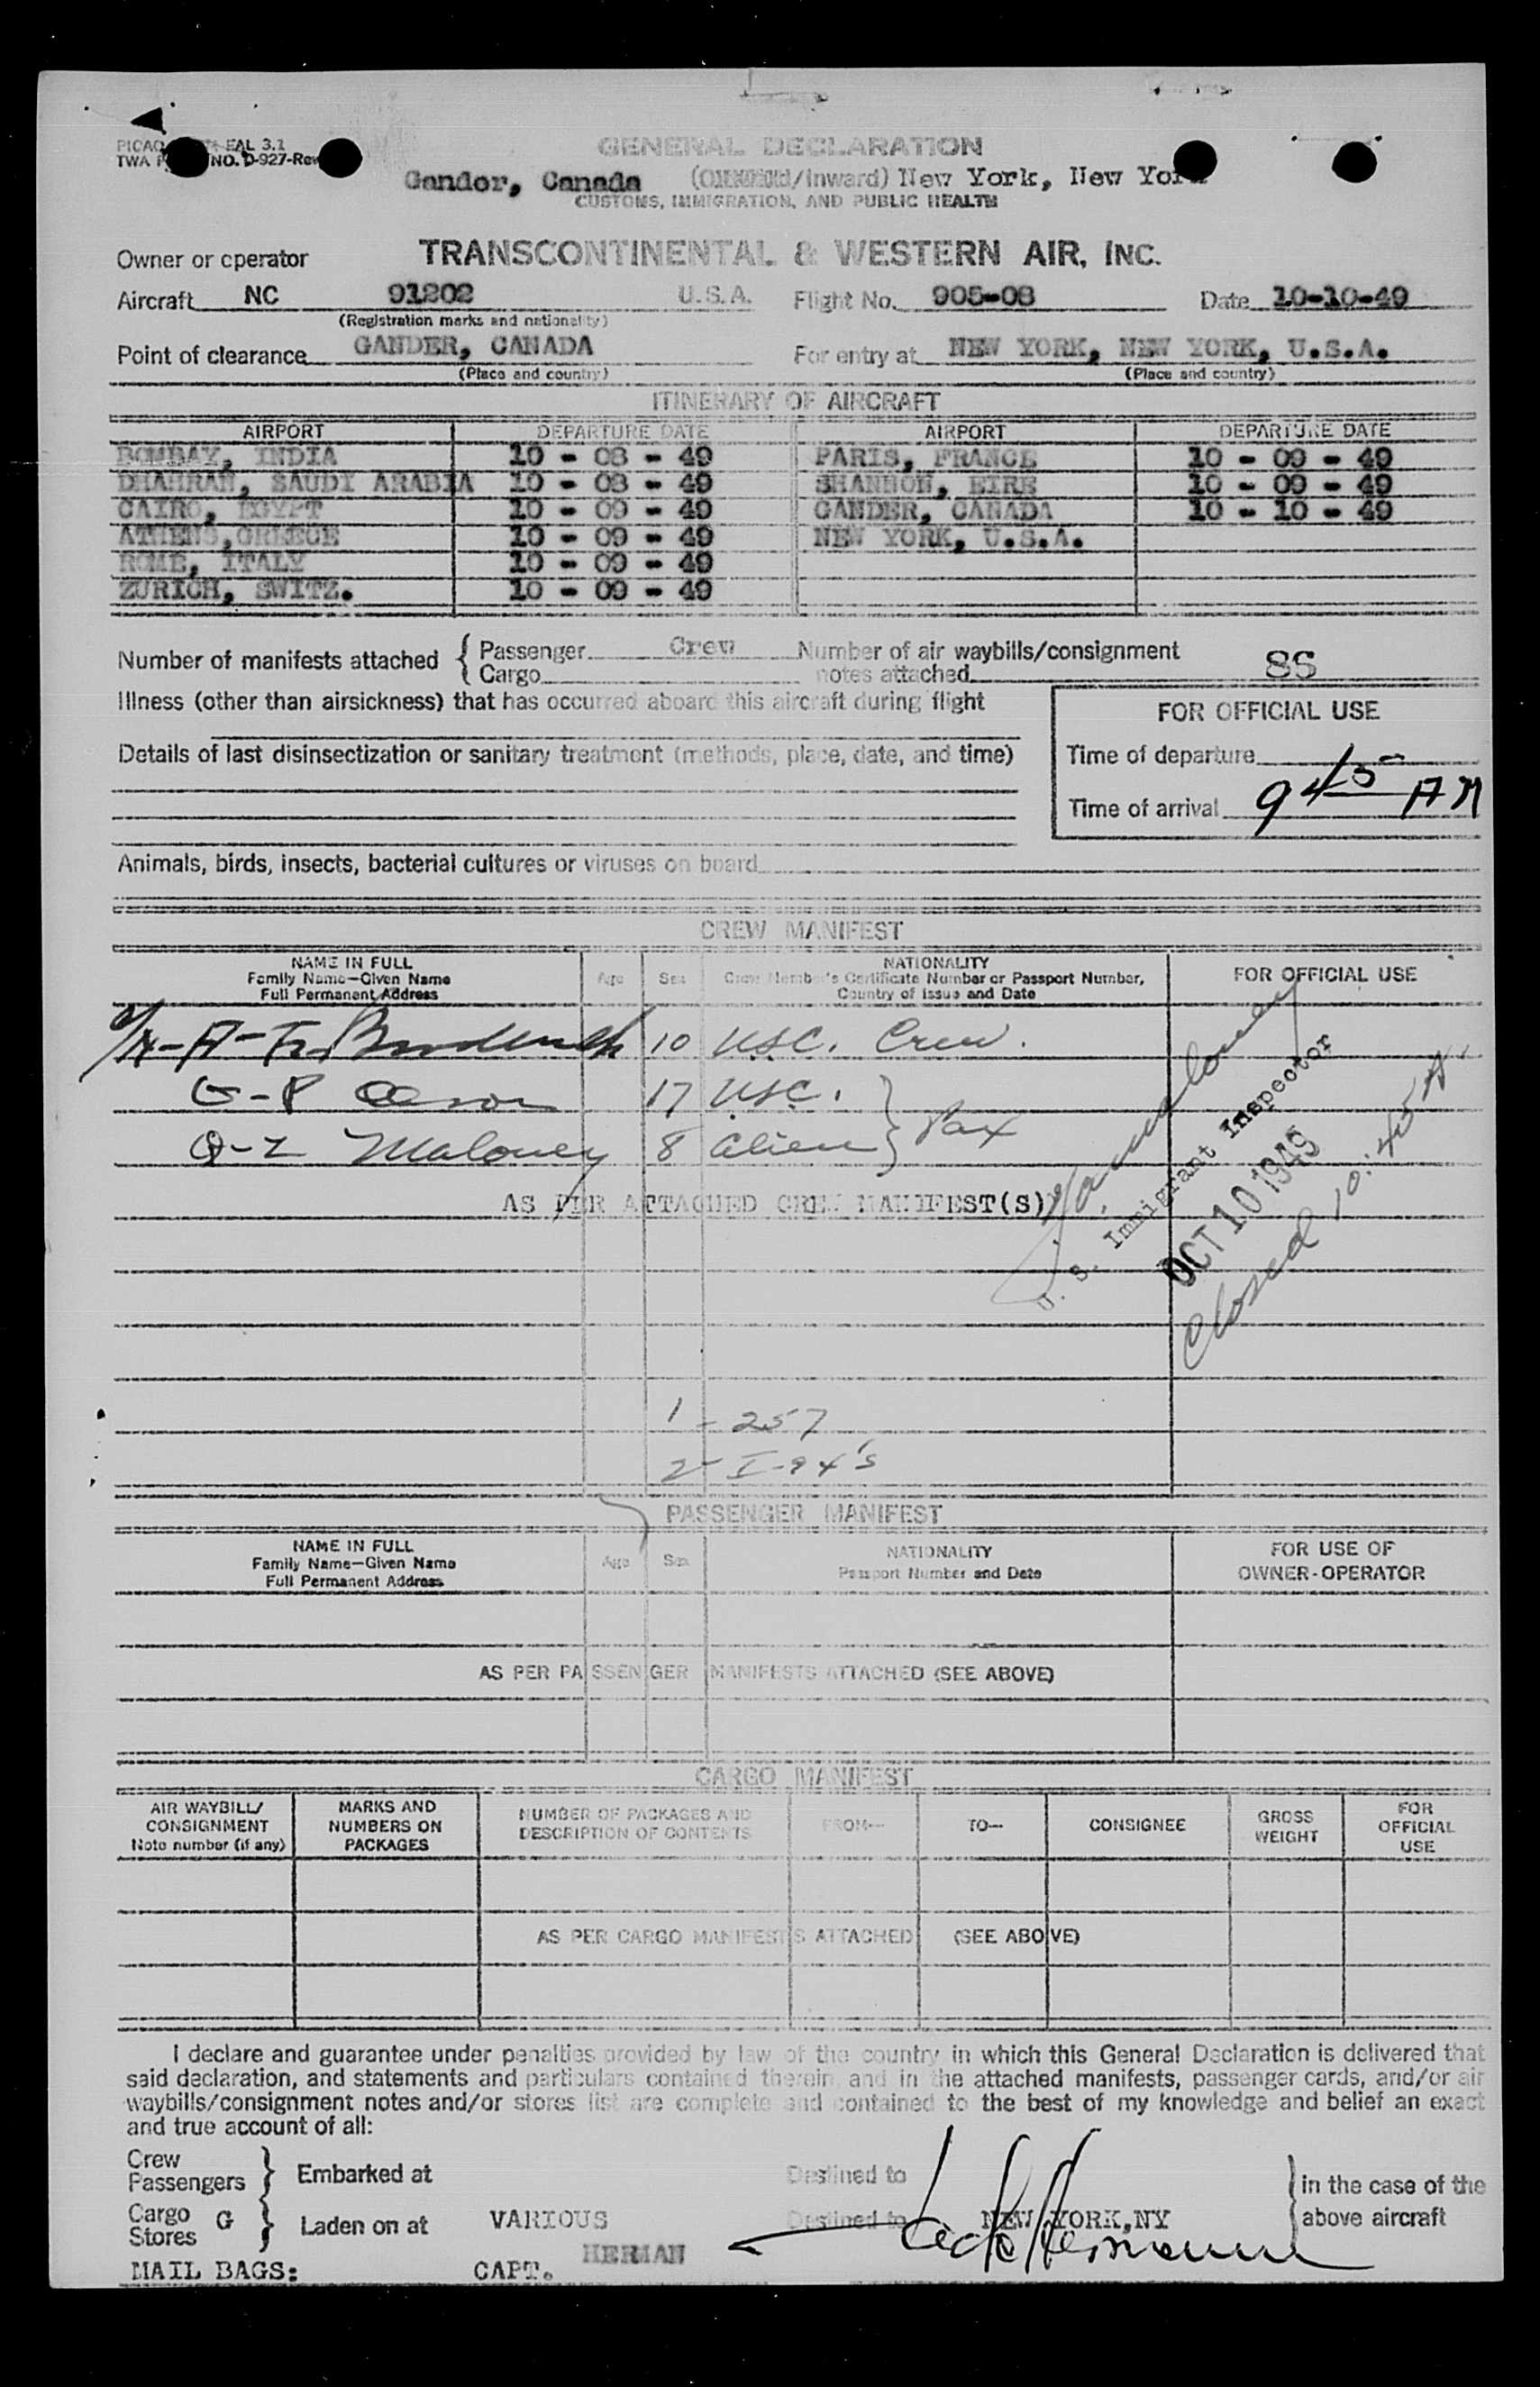 GENERAL DECLARATION
TWA NO. D-927-Rev
Gander, Canada (/Inward) New York, New York
CUSTOMS, IMMIGRATION, AND PUBLIC HEALTH
Owner or operator TRANSCONTINENTAL & WESTERN AIR, INC.
Aircraft NC 91202 U.S.A. Flight No. 905-08 Date 10-10-49
(Registration marks and nationality)
Point of clearance GANDER, CANADA For entry at NEW YORK, NEW YORK, U.S.A.
(Place and country) (Place and country)
ITINERARY OF AIRCRAFT
AIRPORT DEPARTURE DATE AIRPORT DEPARTURE DATE
BOMBAY, INDIA 10 - 08 - 49 PARIS, FRANCE 10 - 09 - 49
DHAHRAN, SAUDI ARABIA 10 - 08 - 49 SHANNON, EIRE 10 - 09 - 49
CAIRO, EGYPT 10 - 09 - 49 GANDER, CANADA 10 - 10 - 49
ATHENS, GREECE 10 - 09 - 49 NEW YORK, U.S.A.
ROME, ITALY 10 - 09 - 49
ZURICH, SWITZ. 10 - 09 - 49
Number of manifests attached { Passenger Crew Number of air waybills/consignment
Cargo notes attached 86
Illness (other than airsickness) that has occurred aboard this aircraft during flight
FOR OFFICIAL USE
Details of last disinsectization or sanitary treatment (methods, place, date, and time)
Time of departure
Time of arrival 945 AM
Animals, birds, insects, bacterial cultures or viruses on board
CREW MANIFEST
NAME IN FULL
Family Name—Given Name
Full Permanent Address
Age Sex NATIONALITY
Crew Member's Certificate Number or Passport Number,
Country of Issue and Date
FOR OFFICIAL USE
A-F 10 USC. Crew.
G-P 17 USC. } Pax
Q-Z Maloney 8 alien
AS PER ATTACHED CREW MANIFEST(S)
U. S. Immigrant Inspector
OCT 10 1949
Closed 10:45 A.
1 - 257
2 I-94's
PASSENGER MANIFEST
NAME IN FULL
Family Name—Given Name
Full Permanent Address
Age Sex NATIONALITY
Passport Number and Date
FOR USE OF
OWNER-OPERATOR
AS PER PASSENGER MANIFESTS ATTACHED (SEE ABOVE)
CARGO MANIFEST
AIR WAYBILL/
CONSIGNMENT
Note number (if any)
MARKS AND
NUMBERS ON
PACKAGES
NUMBER OF PACKAGES AND
DESCRIPTION OF CONTENTS
FROM— TO— CONSIGNEE
GROSS
WEIGHT
FOR
OFFICIAL
USE
AS PER CARGO MANIFESTS ATTACHED (SEE ABOVE)
I declare and guarantee under penalties provided by law of the country in which this General Declaration is delivered that
said declaration, and statements and particulars contained therein and in the attached manifests, passenger cards, and/or air
waybills/consignment notes and/or stores list are complete and contained to the best of my knowledge and belief an exact
and true account of all:
Crew
Passengers } Embarked at Destined to } in the case of the
Cargo G
Stores } Laden on at VARIOUS Destined to NEW YORK,NY above aircraft
MAIL BAGS: CAPT. HERMAN